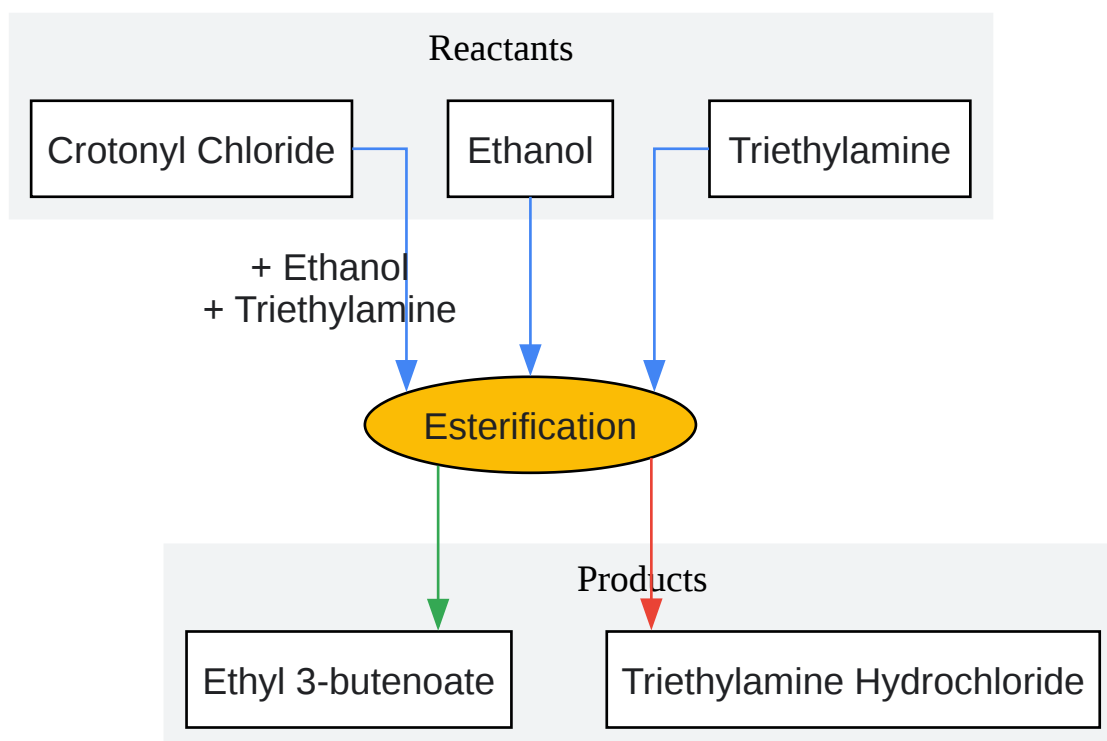 Reactants
Crotonyl Chloride
Ethanol
Triethylamine
+ Ethanol
+ Triethylamine
Esterification
Products
Ethyl 3-butenoate
Triethylamine Hydrochloride